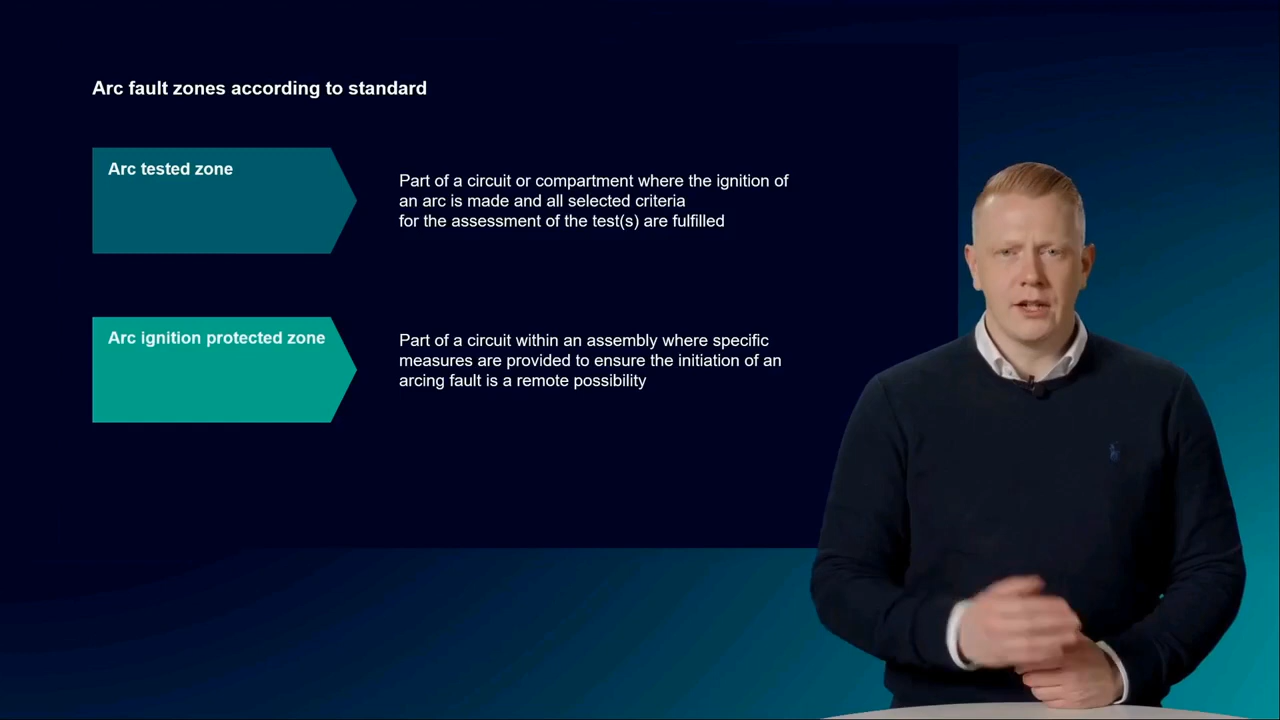 Arc fault zones according to standard
Arc tested zone
Part of a circuit or compartment where the ignition of
an arc is made and all selected criteria
for the assessment of the test(s) are fulfilled
Arc ignition protected zone
Part of a circuit within an assembly where specific
measures are provided to ensure the initiation of an
arcing fault is a remote possibility